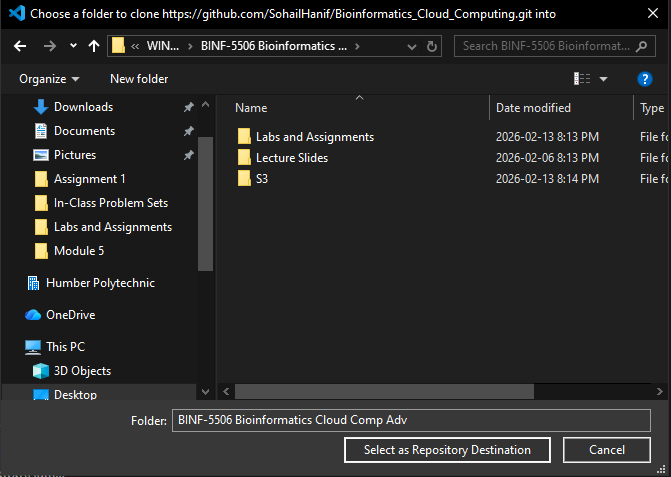 Choose a folder to clone https://github.com/SohailHanif/Bioinformatics_Cloud_Computing.git into
« WIN... › BINF-5506 Bioinformatics ... ›
Search BINF-5506 Bioinformat...
Organize
New folder
?
Downloads
Documents
Pictures
Assignment 1
In-Class Problem Sets
Labs and Assignments
Module 5
Humber Polytechnic
OneDrive
This PC
3D Objects
Desktop
Name Date modified Type
Labs and Assignments 2026-02-13 8:13 PM File fo
Lecture Slides 2026-02-06 8:13 PM File fo
S3 2026-02-13 8:14 PM File fo
Folder: BINF-5506 Bioinformatics Cloud Comp Adv
Select as Repository Destination
Cancel